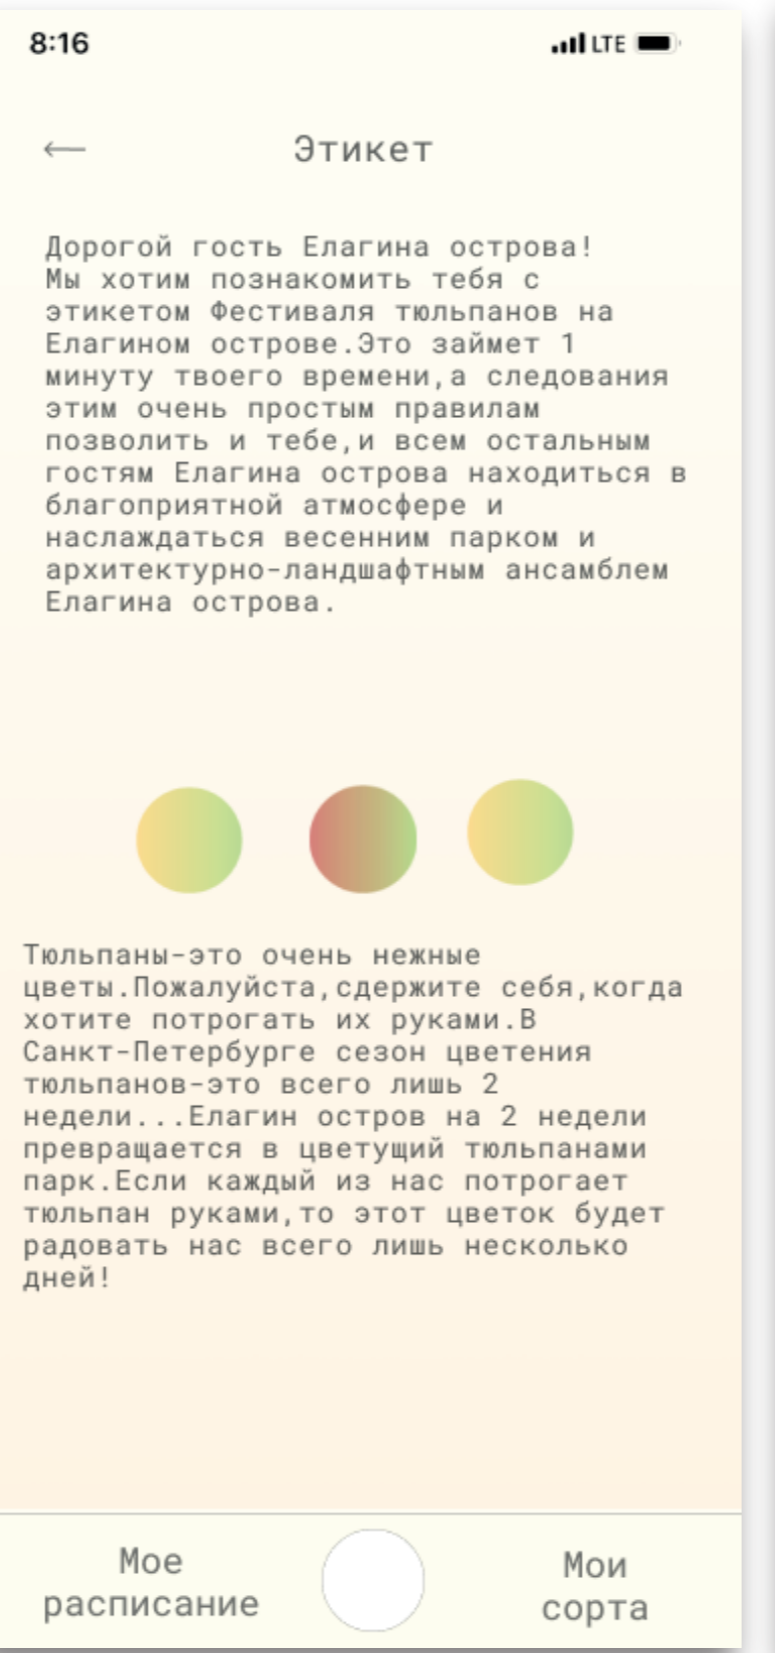 8:16
LTE
Этикет
Дорогой гость Елагина острова!
Мы хотим познакомить тебя с
этикетом Фестиваля тюльпанов на
Елагином острове.Это займет 1
минуту твоего времени,а следования
этим очень простым правилам
позволить и тебе,и всем остальным
гостям Елагина острова находиться в
благоприятной атмосфере и
наслаждаться весенним парком и
архитектурно-ландшафтным ансамблем
Елагина острова.
Тюльпаны-это очень нежные
цветы.Пожалуйста,сдержите себя,когда
хотите потрогать их руками.В
Санкт-Петербурге сезон цветения
тюльпанов-это всего лишь 2
недели...Елагин остров на 2 недели
превращается в цветущий тюльпанами
парк.Если каждый из нас потрогает
тюльпан руками,то этот цветок будет
радовать нас всего лишь несколько
дней!
Мое
расписание
Мои
сорта